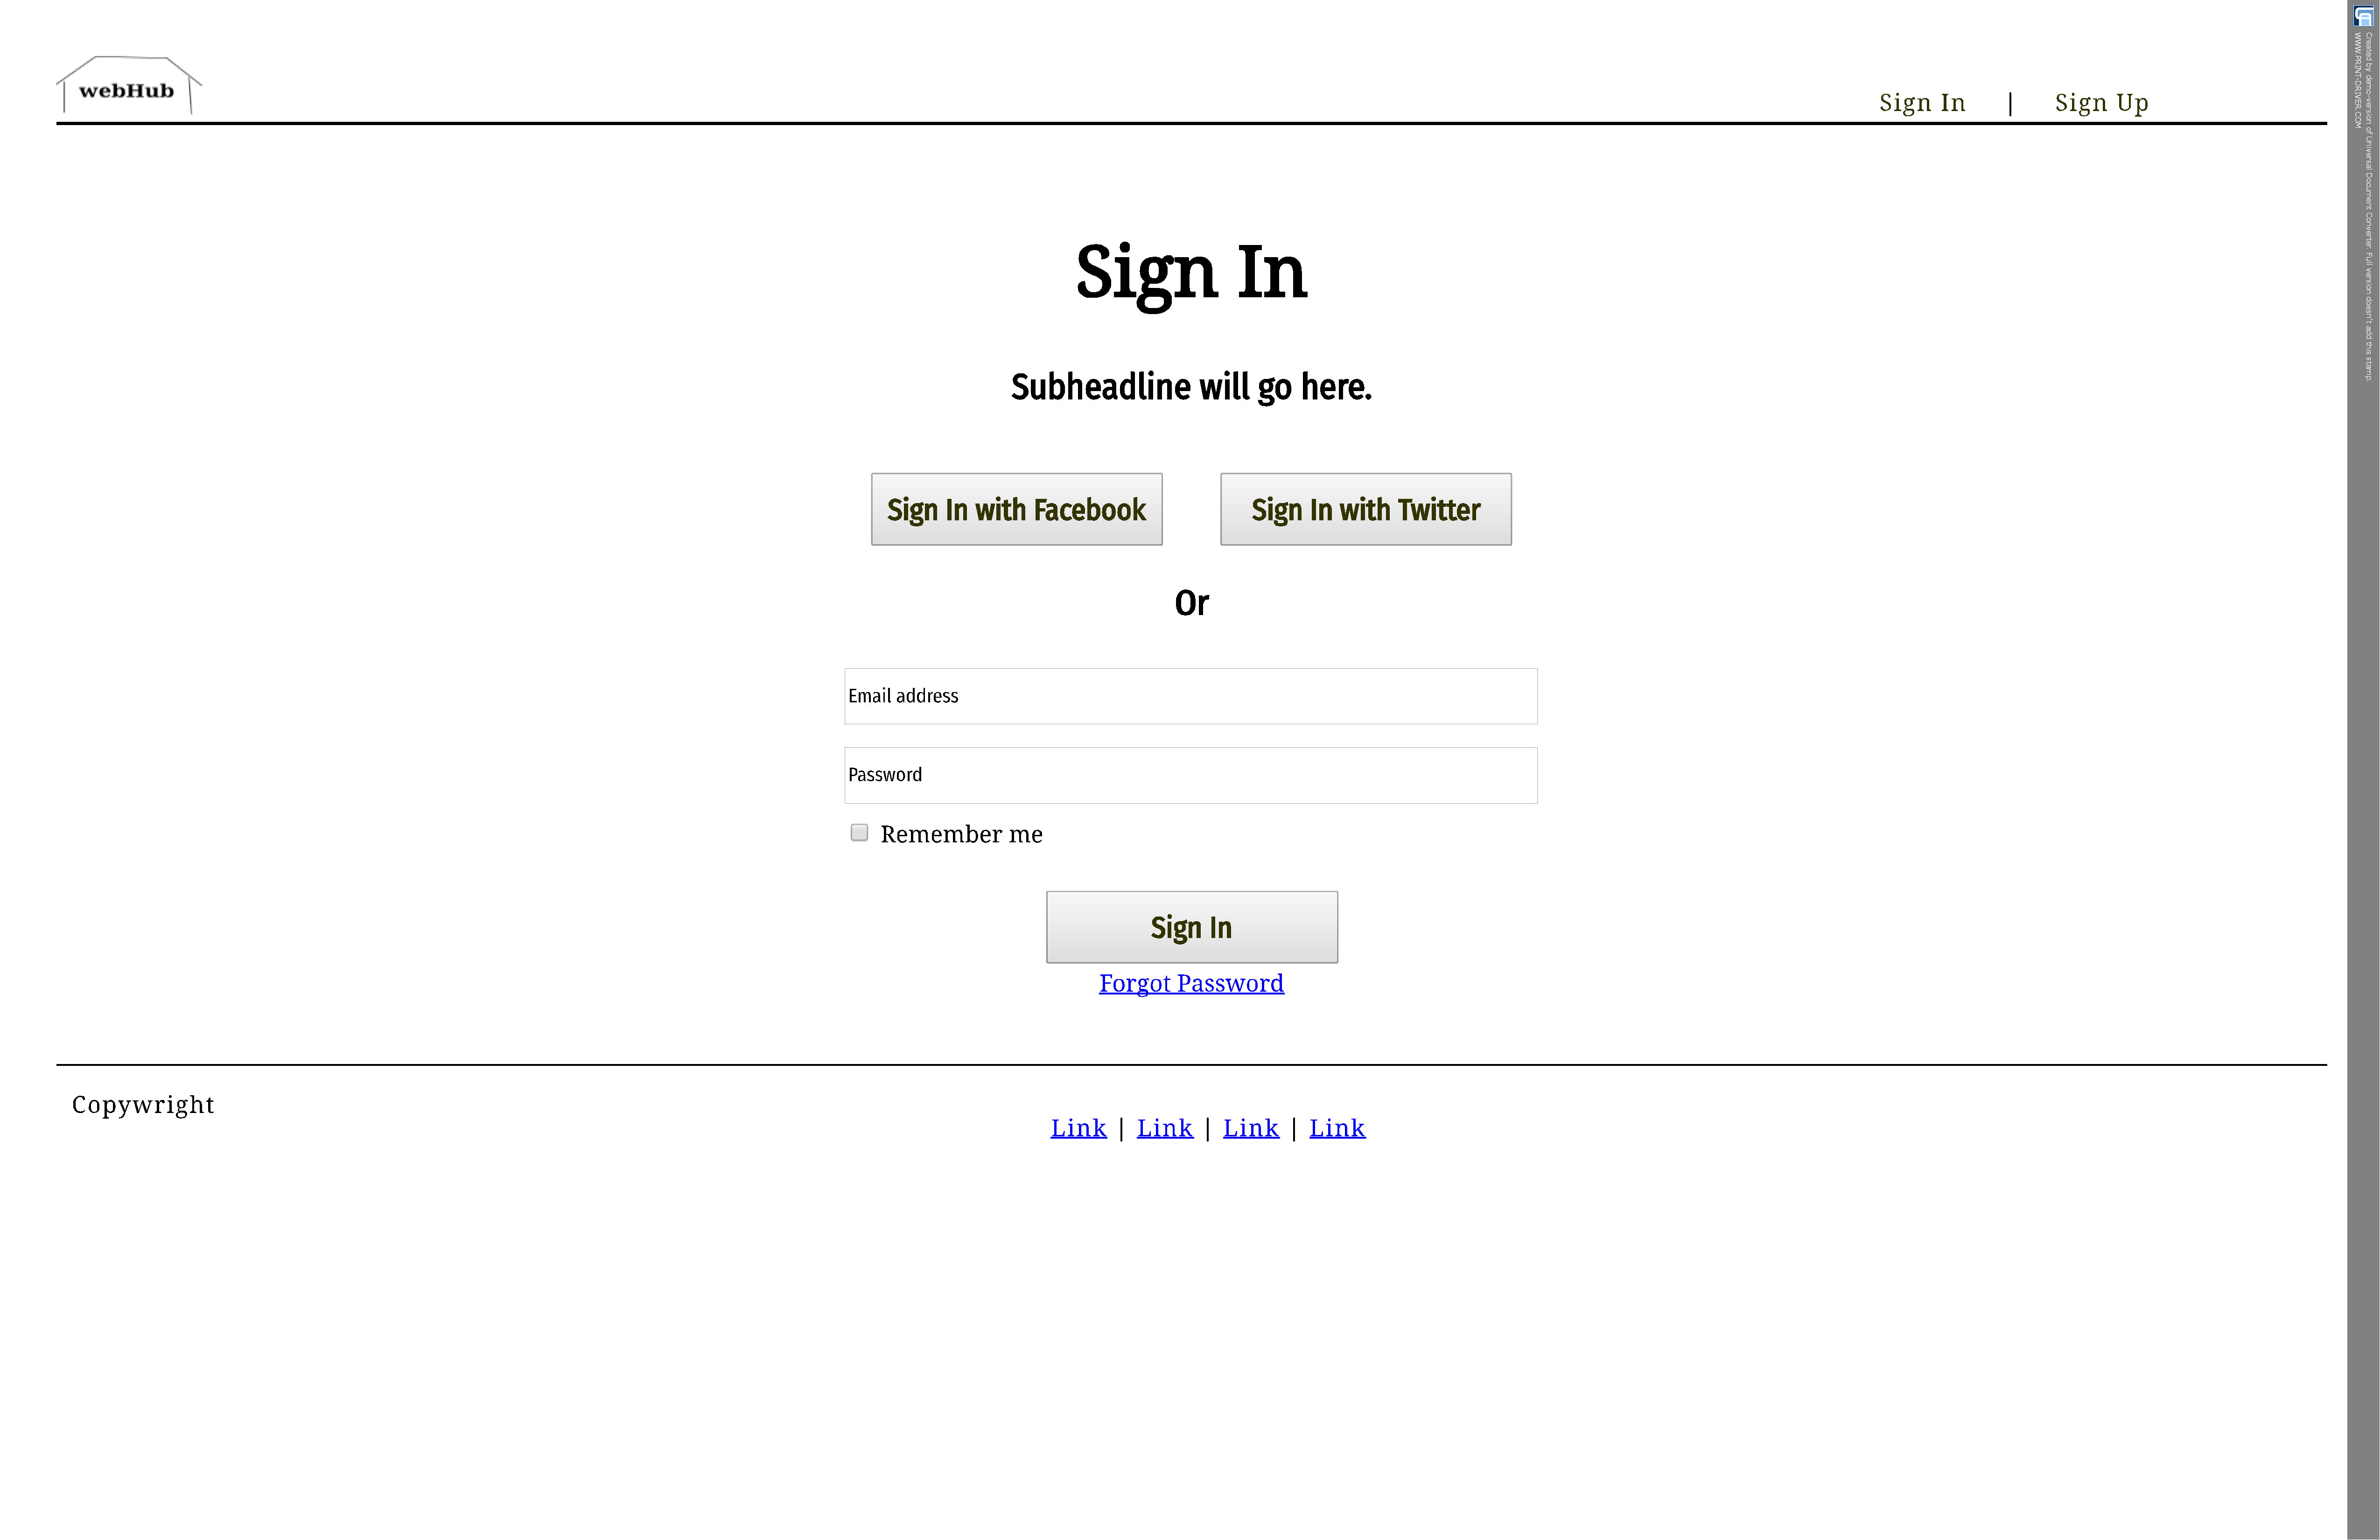 webHub
Sign In | Sign Up
Sign In
Subheadline will go here.
Sign In with Facebook
Sign In with Twitter
Or
Email address
Password
Remember me
Sign In
Forgot Password
Copywright
Link | Link | Link | Link
Created by demo-version of Universal Document Converter. Full version doesn't add this stamp.
WWW.PRINT-DRIVER.COM